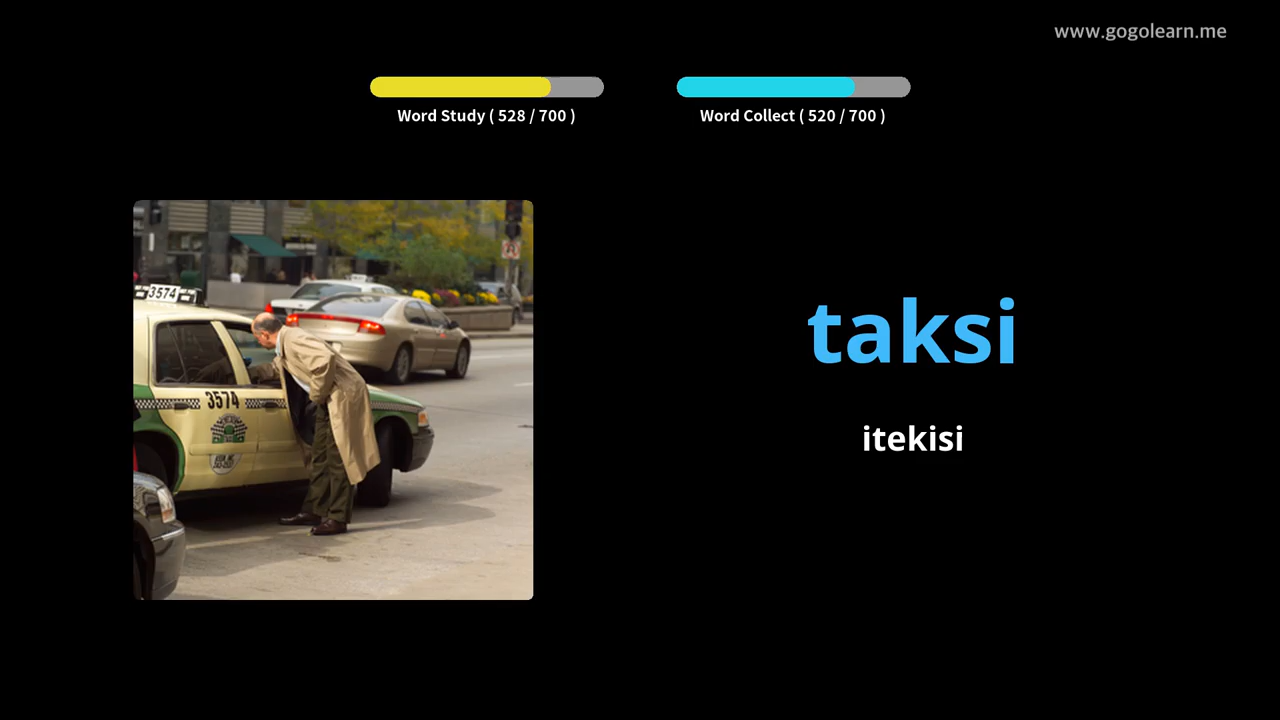 www.gogolearn.me
Word Study ( 528 / 700 )
Word Collect ( 520 / 700 )
3574
3574
taksi
itekisi